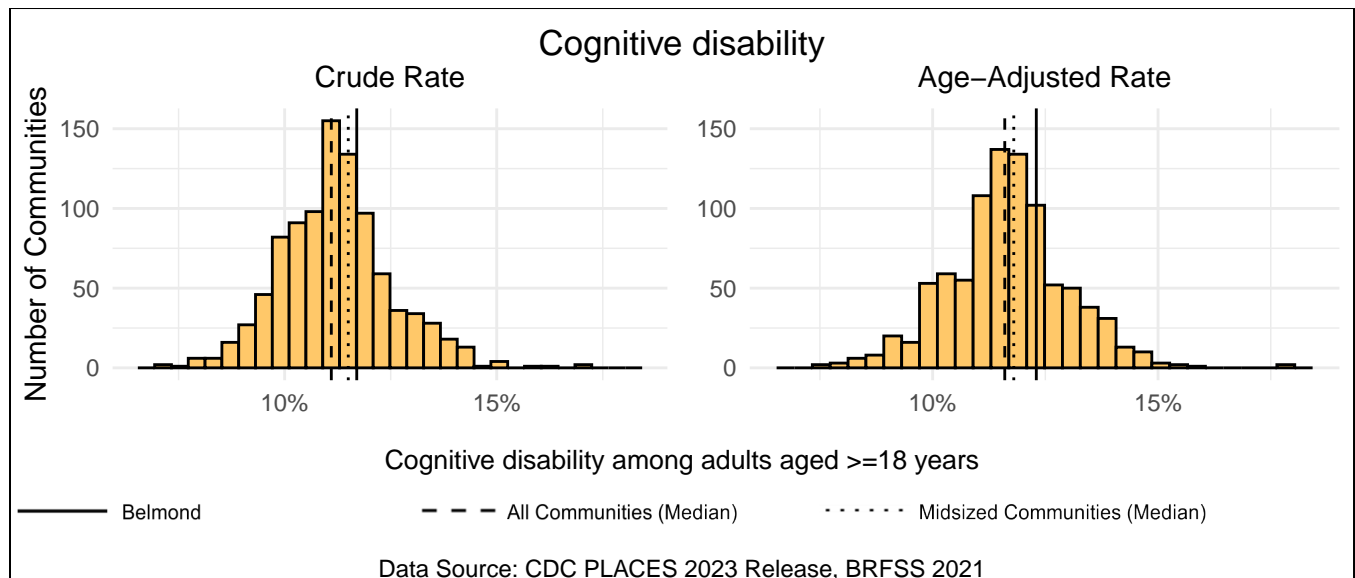 Cognitive disability
Crude Rate
Age−Adjusted Rate
Number of Communities
150
100
50
0
10%
15%
150
100
50
0
10%
15%
Cognitive disability among adults aged >=18 years
Belmond
All Communities (Median)
Midsized Communities (Median)
Data Source: CDC PLACES 2023 Release, BRFSS 2021